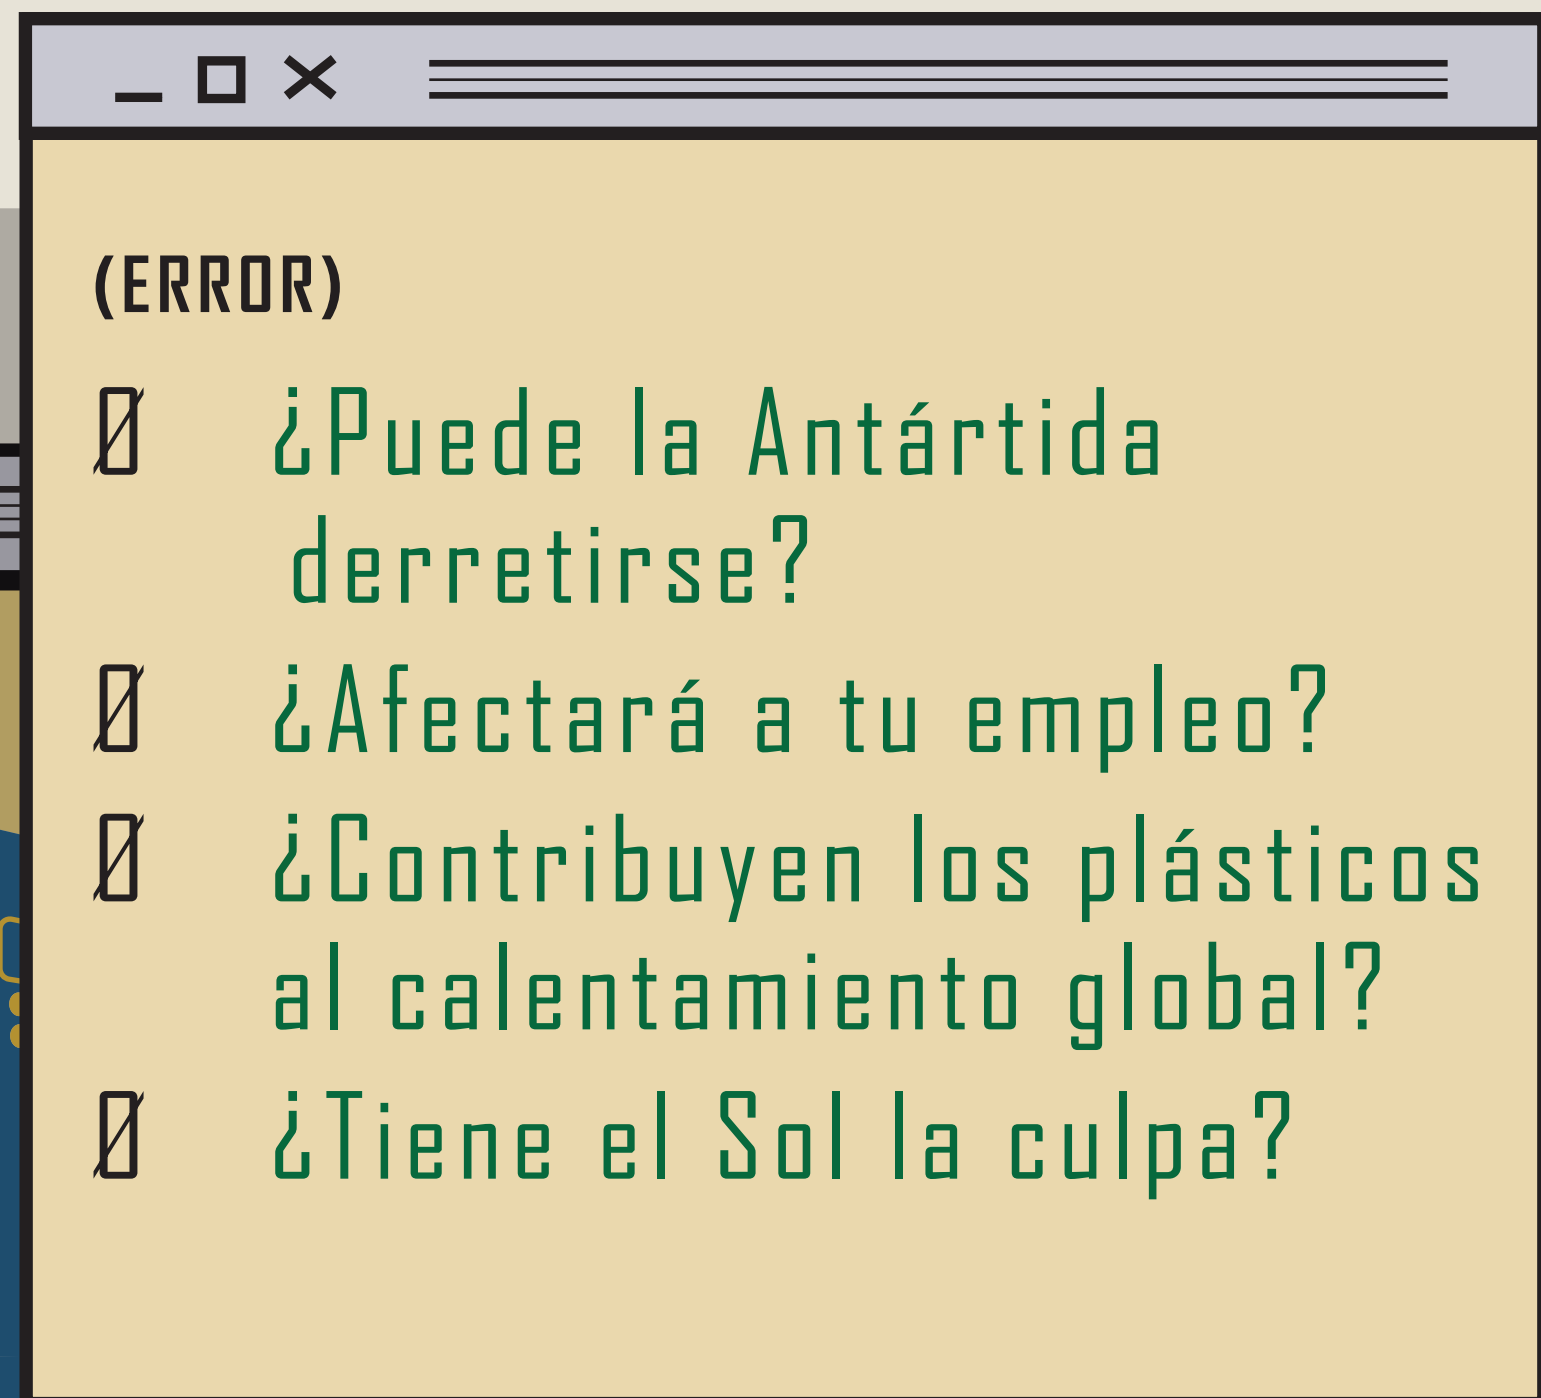 (ERROR)
Ø ¿Puede la Antártida
derretirse?
Ø ¿Afectará a tu empleo?
Ø ¿Contribuyen los plásticos
al calentamiento global?
Ø ¿Tiene el Sol la culpa?